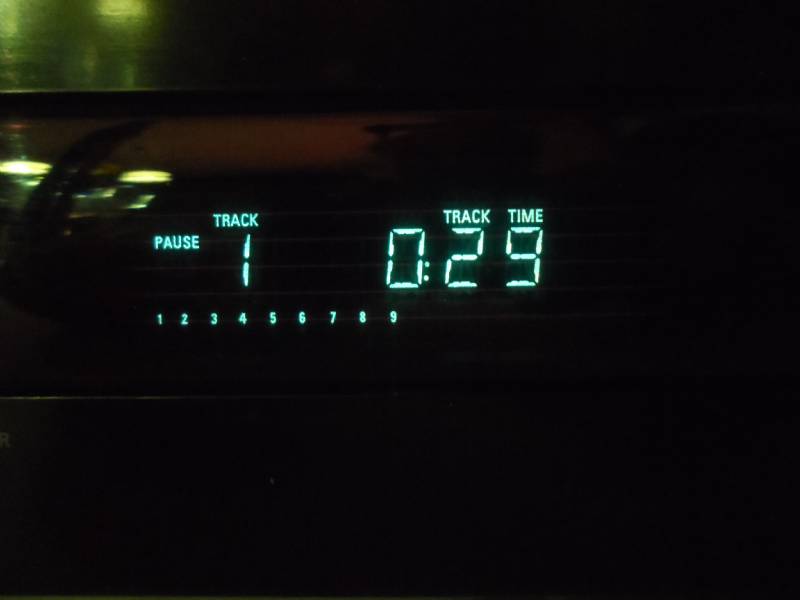 TRACK TRACK TIME
PAUSE 1 0:29
1 2 3 4 5 6 7 8 9
R